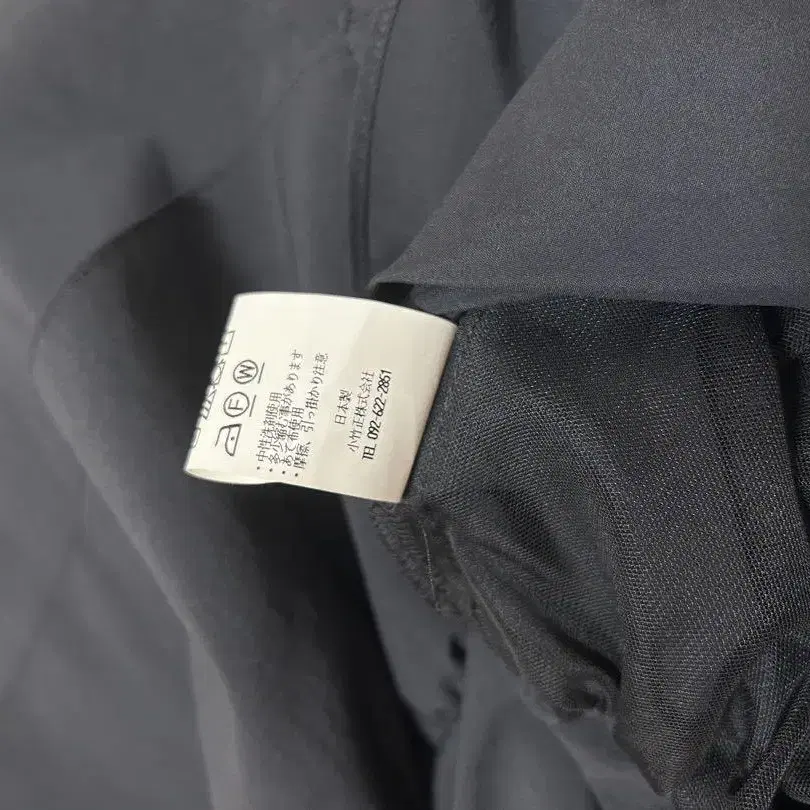 F W
・中性洗剤使用
・多少縮む事があります
・あて布使用
・摩擦、引っ掛かり注意
日本製
小竹正株式会社
TEL 092-622-2851